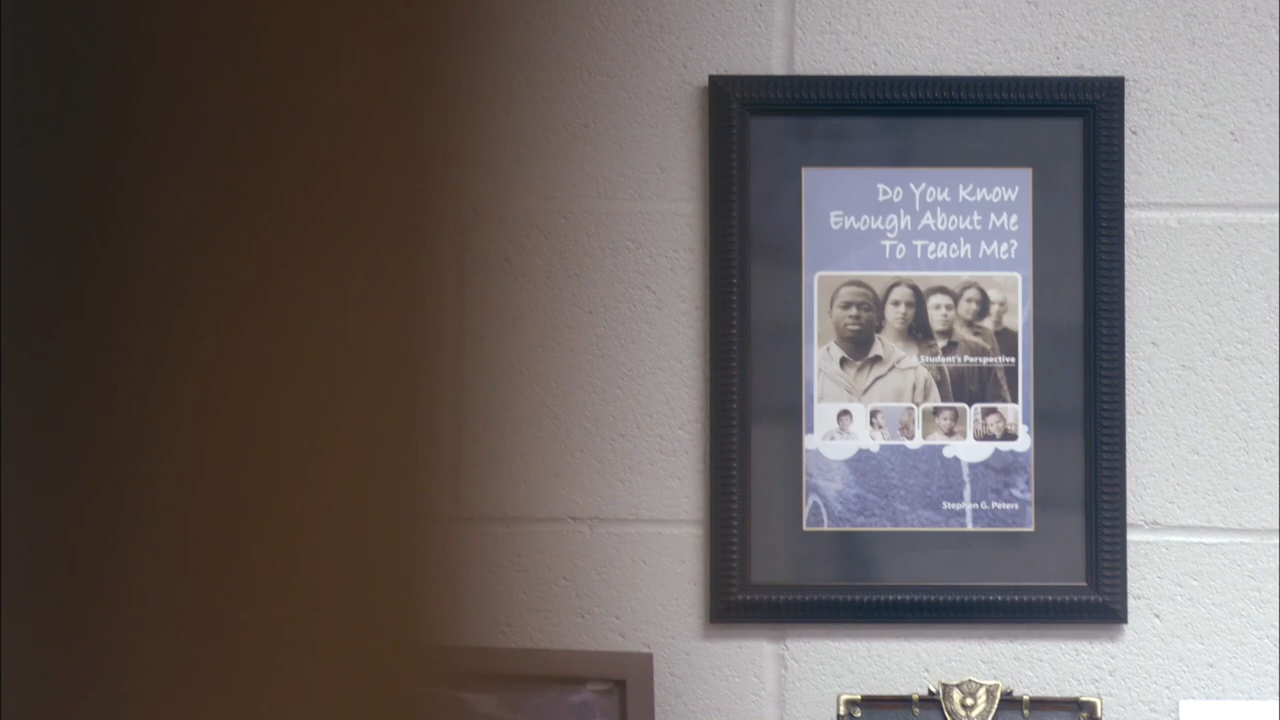 Do You Know
Enough About Me
To Teach Me?
A Student's Perspective
Stephen G. Peters